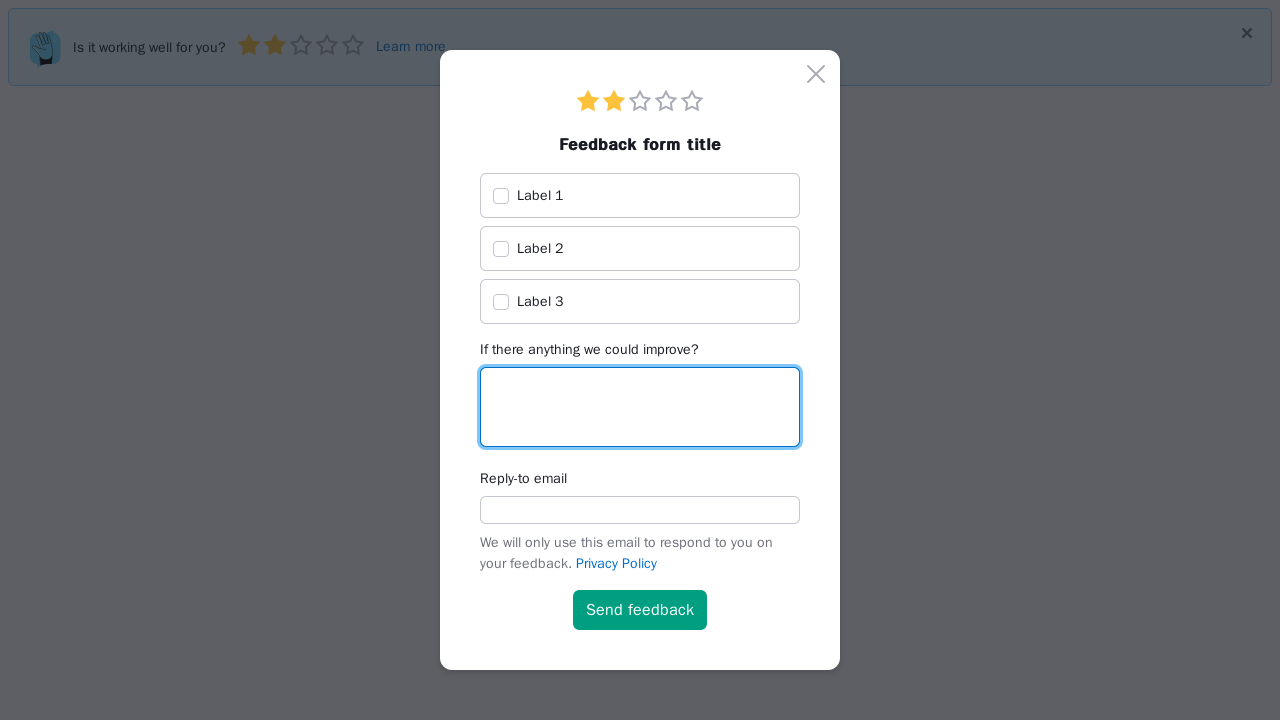 Is it working well for you? Learn more
Feedback form title
Label 1
Label 2
Label 3
If there anything we could improve?
Reply-to email
We will only use this email to respond to you on
your feedback. Privacy Policy
Send feedback